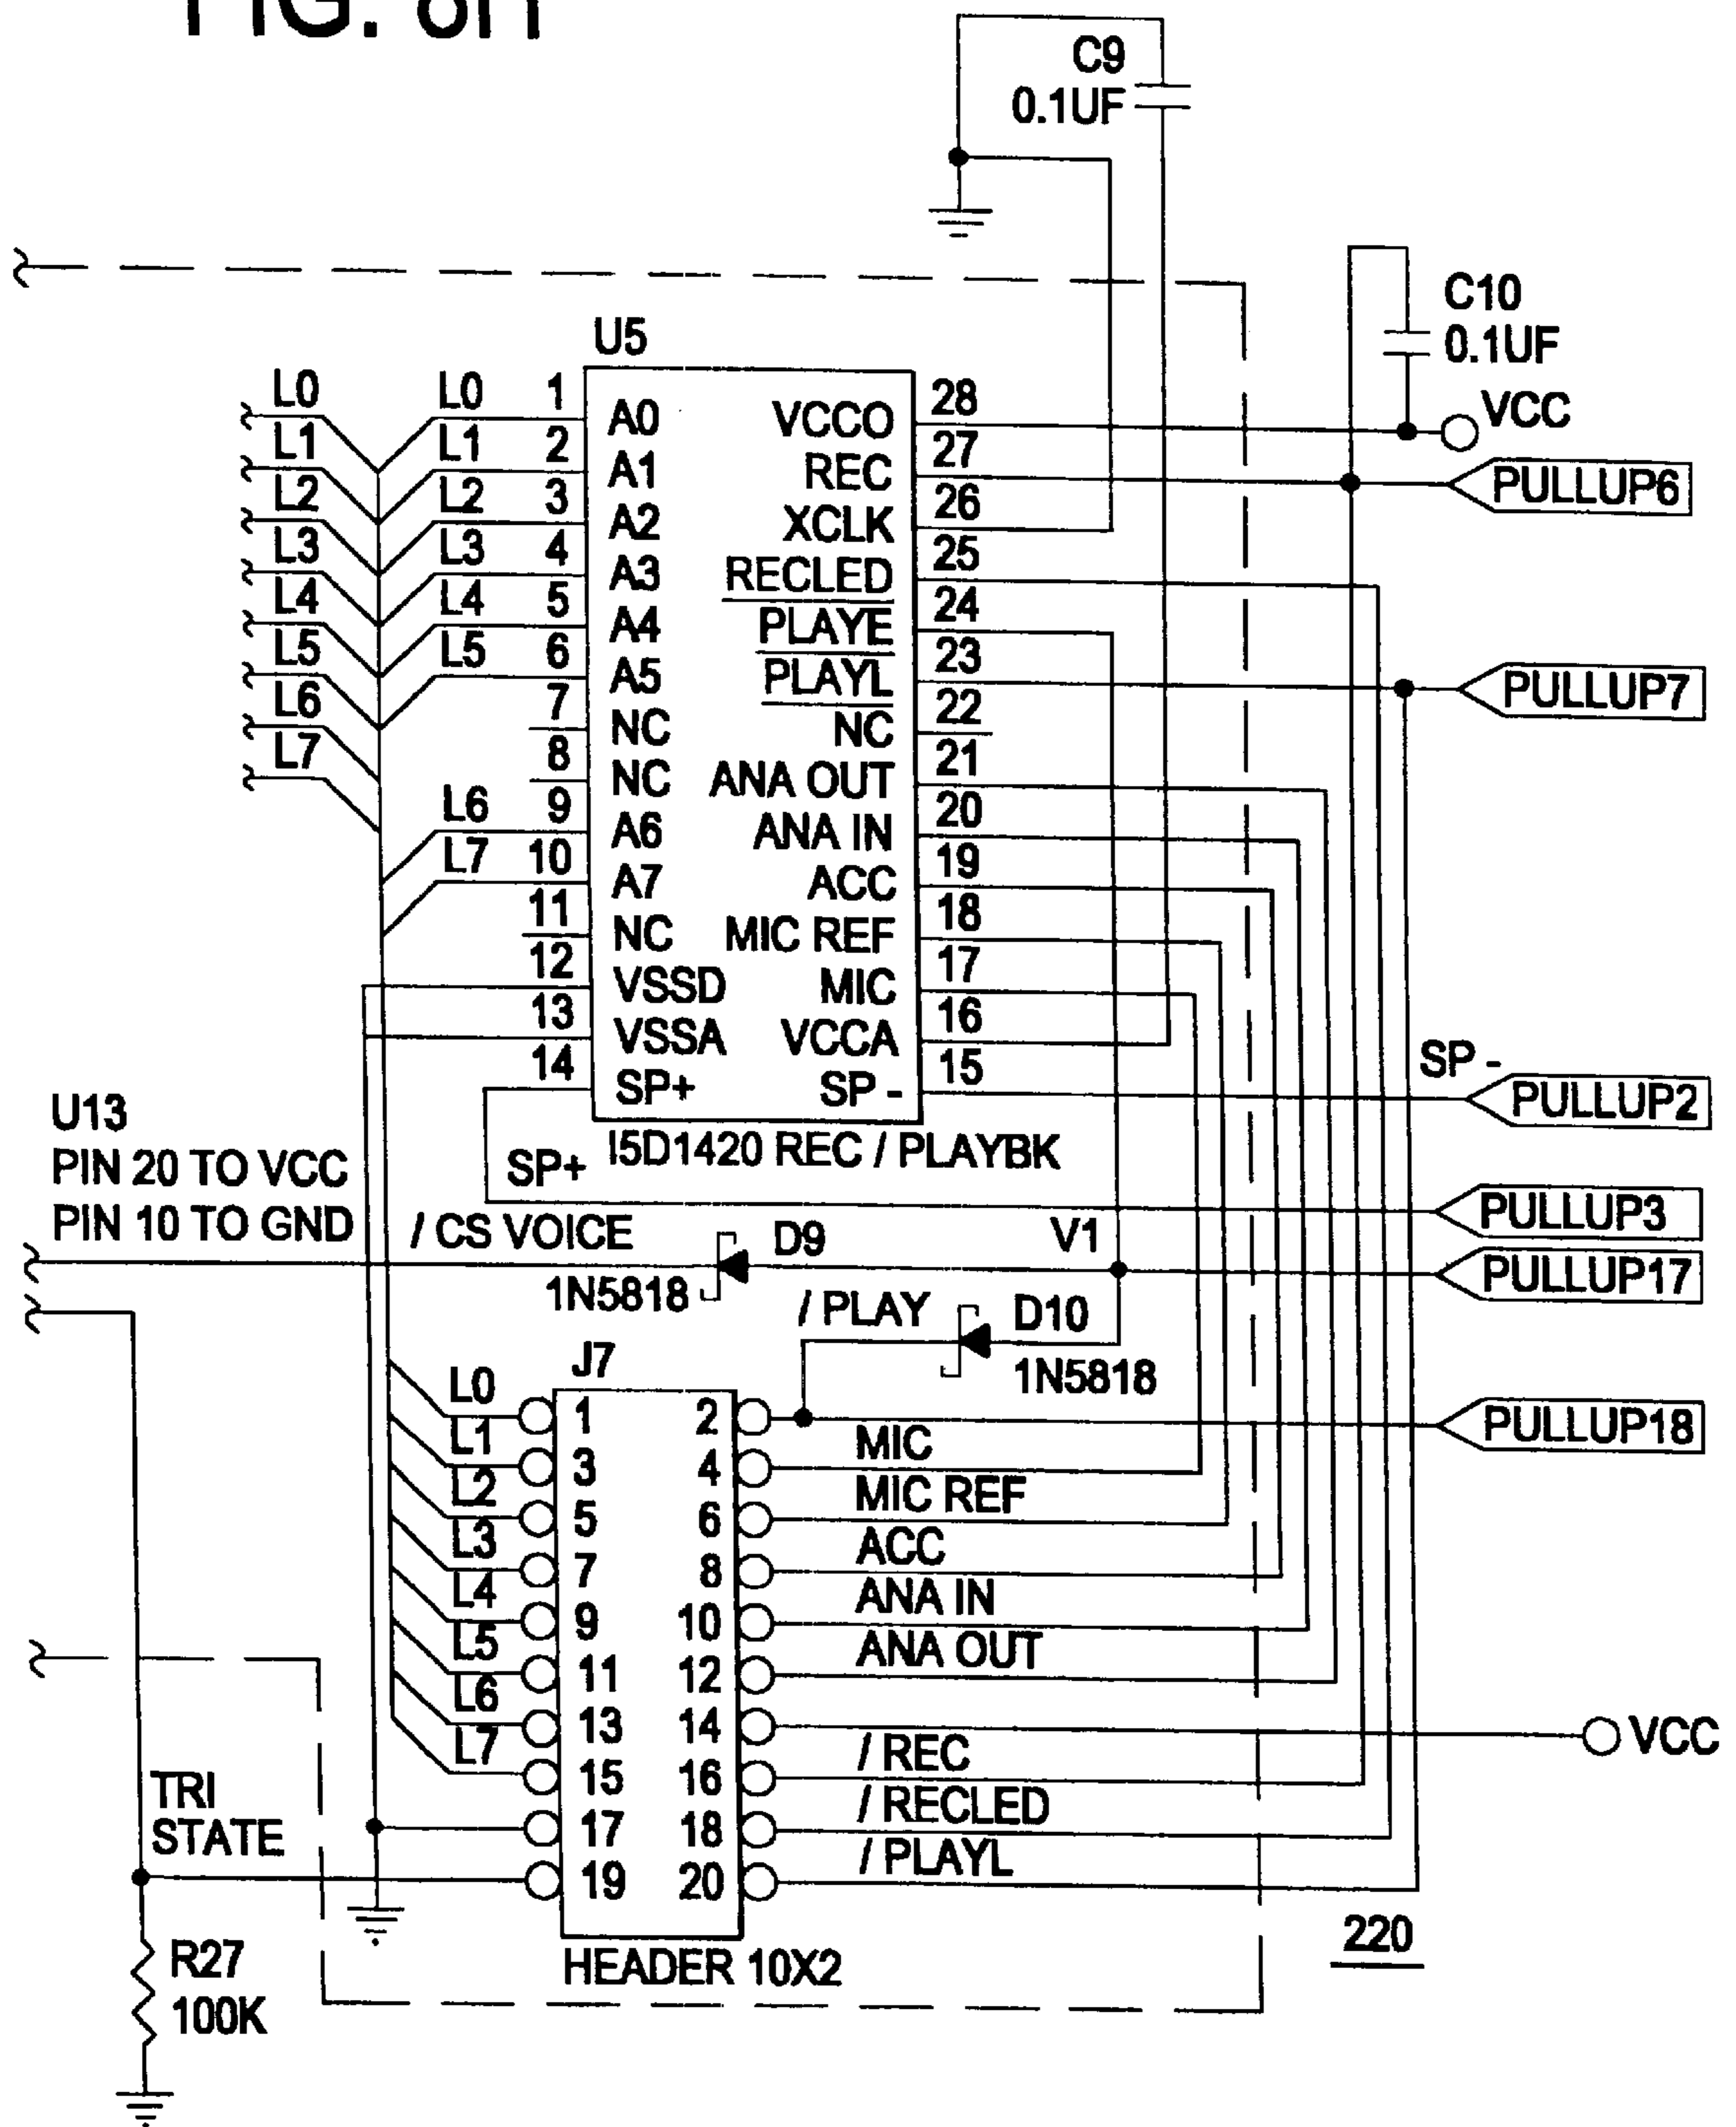 FIG. 8H
C9
0.1UF
C10
0.1UF
VCC
U5
L0 L0 1 A0 VCCO 28
L1 L1 2 A1 REC 27 PULLUP6
L2 L2 3 A2 XCLK 26
L3 L3 4 A3 RECLED 25
L4 L4 5 A4 PLAYE 24
L5 L5 6 A5 PLAYL 23 PULLUP7
L6 7 NC NC 22
L7 8 NC ANA OUT 21
L6 9 A6 ANA IN 20
L7 10 A7 ACC 19
11 NC MIC REF 18
12 VSSD MIC 17
13 VSSA VCCA 16
14 SP+ SP - 15 SP - PULLUP2
I5D1420 REC / PLAYBK
U13
PIN 20 TO VCC
PIN 10 TO GND
SP+ PULLUP3
/ CS VOICE D9 V1 PULLUP17
1N5818
/ PLAY D10
1N5818
J7
L0 1 2 PULLUP18
L1 3 4 MIC
L2 5 6 MIC REF
L3 7 8 ACC
L4 9 10 ANA IN
L5 11 12 ANA OUT
L6 13 14 VCC
L7 15 16 / REC
17 18 / RECLED
19 20 / PLAYL
TRI
STATE
HEADER 10X2
220
R27
100K